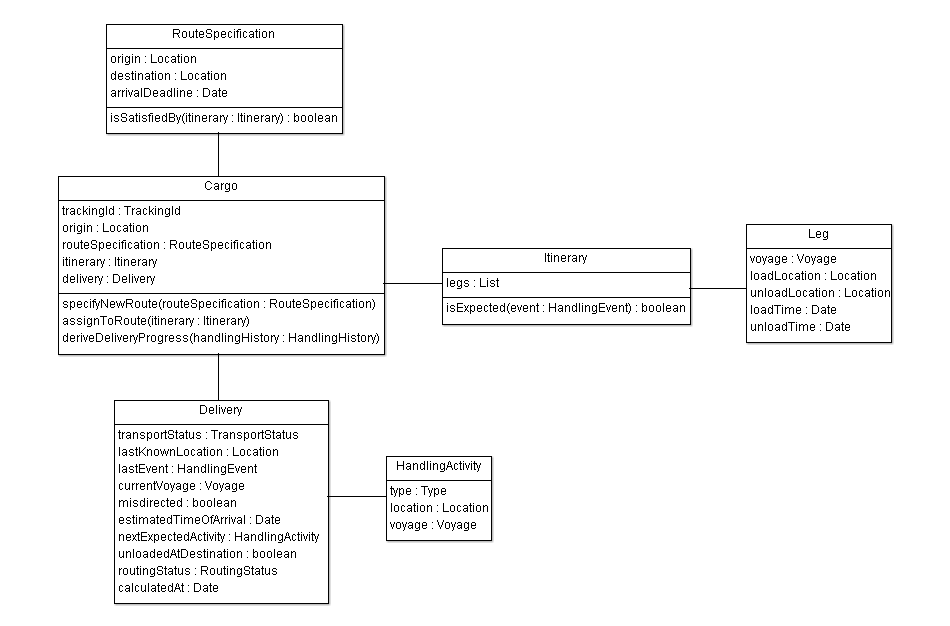 RouteSpecification
origin : Location
destination : Location
arrivalDeadline : Date
isSatisfiedBy(itinerary : Itinerary) : boolean
Cargo
trackingId : TrackingId
origin : Location
routeSpecification : RouteSpecification
itinerary : Itinerary
delivery : Delivery
specifyNewRoute(routeSpecification : RouteSpecification)
assignToRoute(itinerary : Itinerary)
deriveDeliveryProgress(handlingHistory : HandlingHistory)
Itinerary
legs : List
isExpected(event : HandlingEvent) : boolean
Leg
voyage : Voyage
loadLocation : Location
unloadLocation : Location
loadTime : Date
unloadTime : Date
Delivery
transportStatus : TransportStatus
lastKnownLocation : Location
lastEvent : HandlingEvent
currentVoyage : Voyage
misdirected : boolean
estimatedTimeOfArrival : Date
nextExpectedActivity : HandlingActivity
unloadedAtDestination : boolean
routingStatus : RoutingStatus
calculatedAt : Date
HandlingActivity
type : Type
location : Location
voyage : Voyage